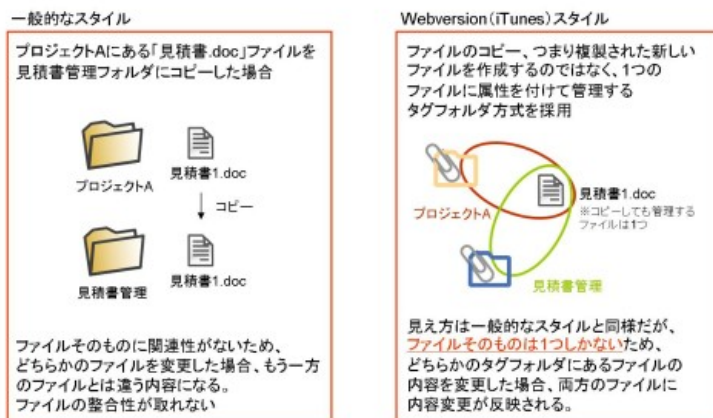 一般的なスタイル
プロジェクトAにある「見積書.doc」ファイルを
見積書管理フォルダにコピーした場合
プロジェクトA
見積書1.doc
コピー
見積書管理
見積書1.doc
ファイルそのものに関連性がないため、
どちらかのファイルを変更した場合、もう一方
のファイルとは違う内容になる。
ファイルの整合性が取れない
Webversion(iTunes)スタイル
ファイルのコピー、つまり複製された新しい
ファイルを作成するのではなく、1つの
ファイルに属性を付けて管理する
タグフォルダ方式を採用
プロジェクトA
見積書1.doc
※コピーしても管理する
ファイルは1つ
見積書管理
見え方は一般的なスタイルと同様だが、
ファイルそのものは1つしかないため、
どちらかのタグフォルダにあるファイルの
内容を変更した場合、両方のファイルに
内容変更が反映される。